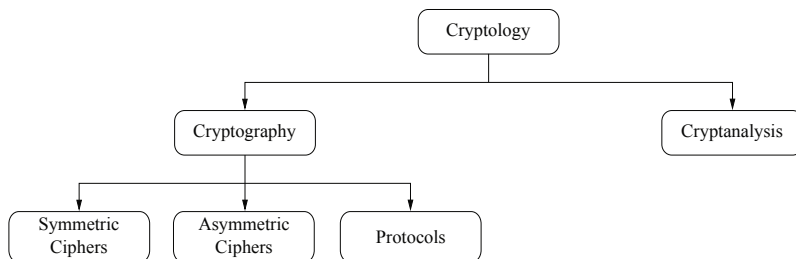 Cryptology
Cryptography
Cryptanalysis
Symmetric
Ciphers
Asymmetric
Ciphers
Protocols